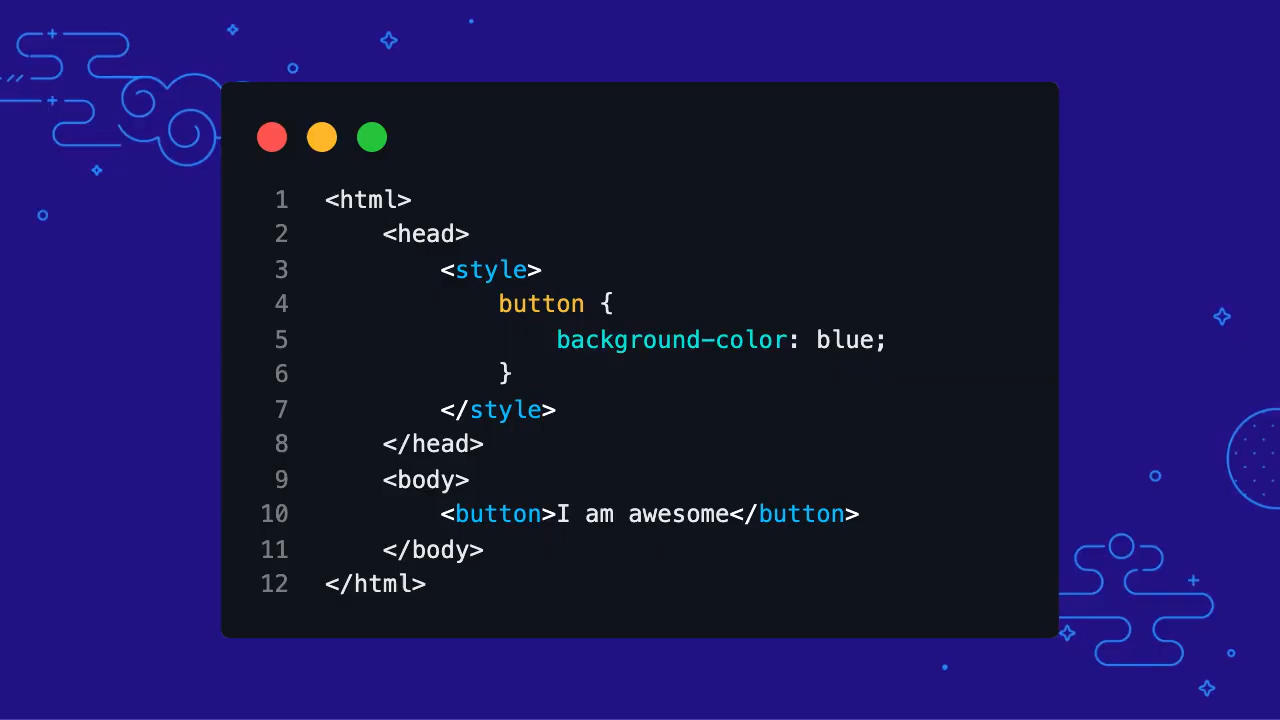 1 <html>
2     <head>
3         <style>
4             button {
5                 background-color: blue;
6             }
7         </style>
8     </head>
9     <body>
10         <button>I am awesome</button>
11     </body>
12 </html>